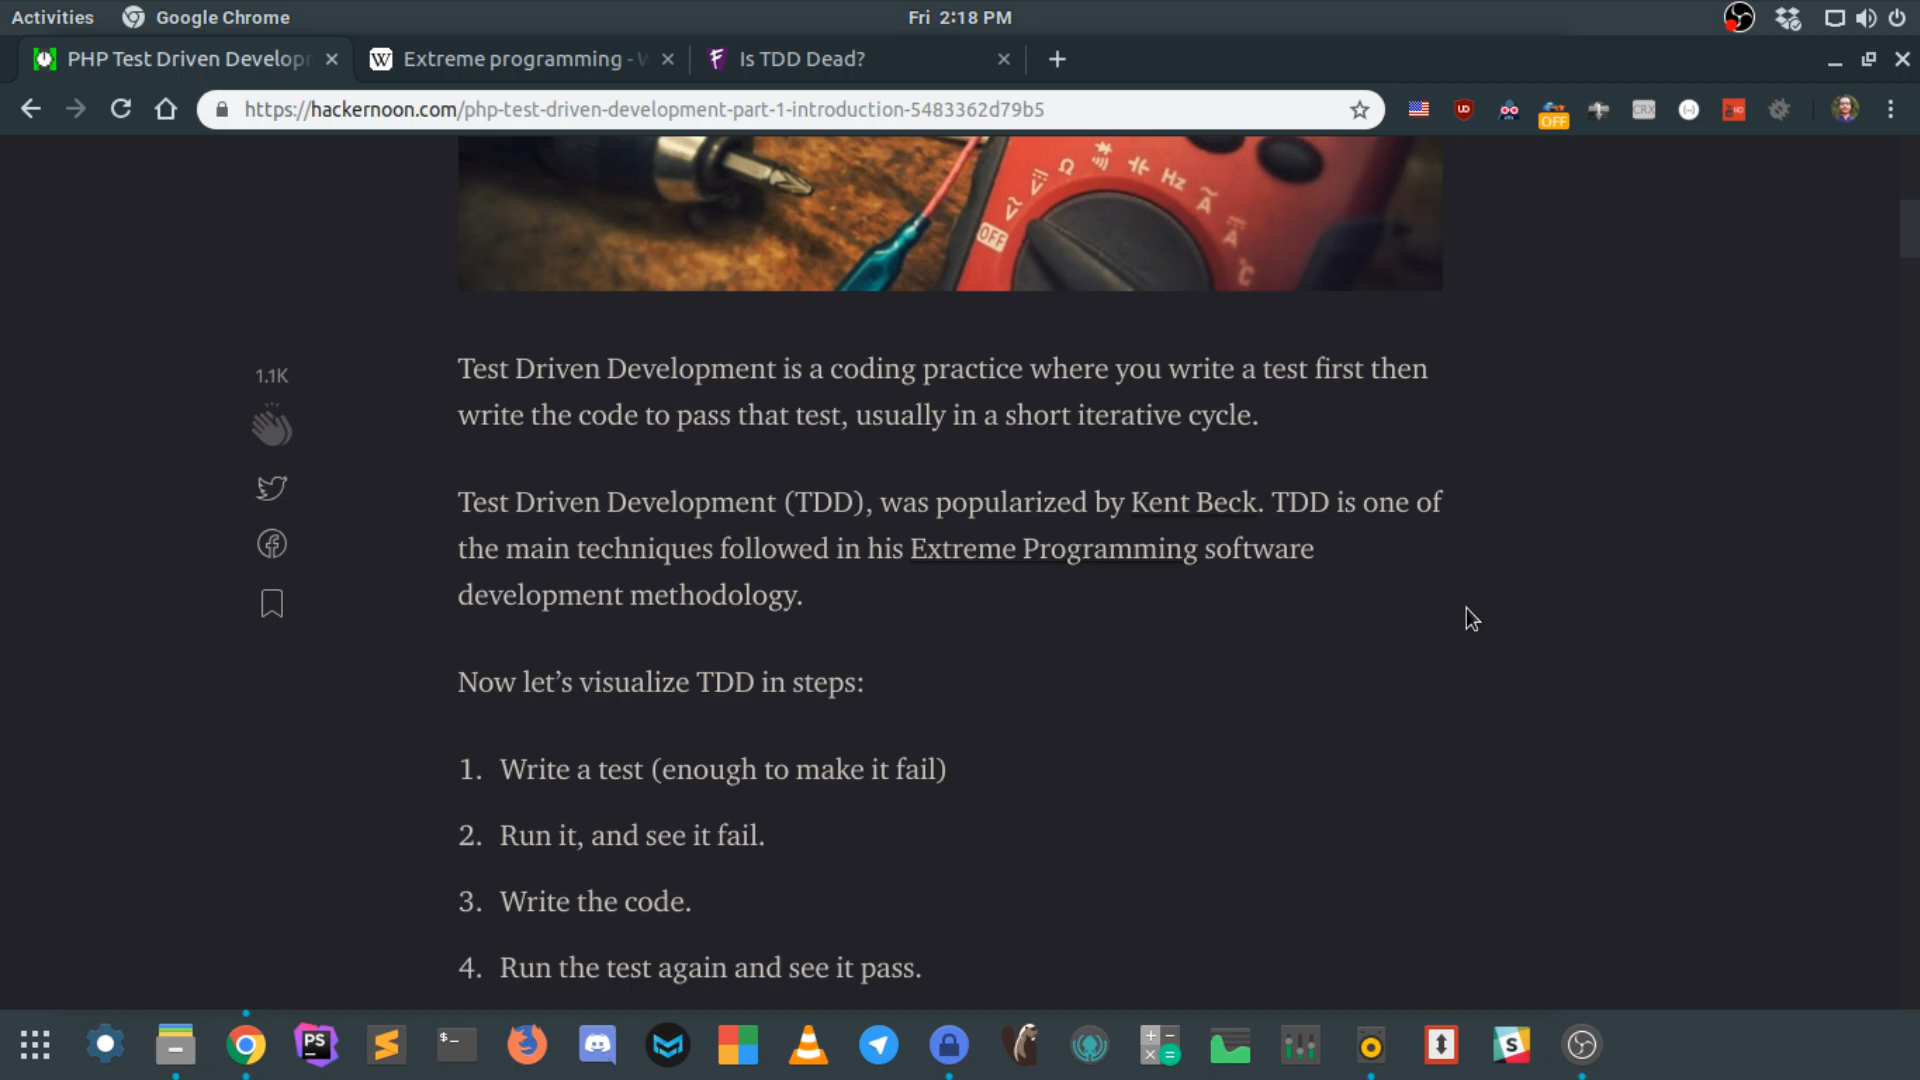 Activities Google Chrome Fri 2:18 PM
PHP Test Driven Develop Extreme programming - W Is TDD Dead?
https://hackernoon.com/php-test-driven-development-part-1-introduction-5483362d79b5
OFF CRX
OFF Ω Hz A A °C
1.1K
Test Driven Development is a coding practice where you write a test first then
write the code to pass that test, usually in a short iterative cycle.
Test Driven Development (TDD), was popularized by Kent Beck. TDD is one of
the main techniques followed in his Extreme Programming software
development methodology.
Now let’s visualize TDD in steps:
1. Write a test (enough to make it fail)
2. Run it, and see it fail.
3. Write the code.
4. Run the test again and see it pass.
PS $_ S